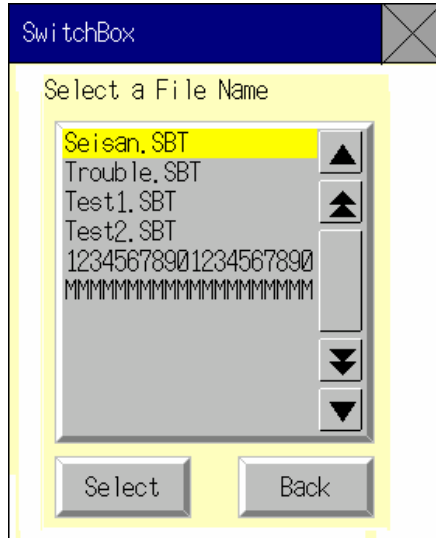 SwitchBox
Select a File Name
Seisan.SBT
Trouble.SBT
Test1.SBT
Test2.SBT
12345678901234567890
MMMMMMMMMMMMMMMMMMMM
Select
Back